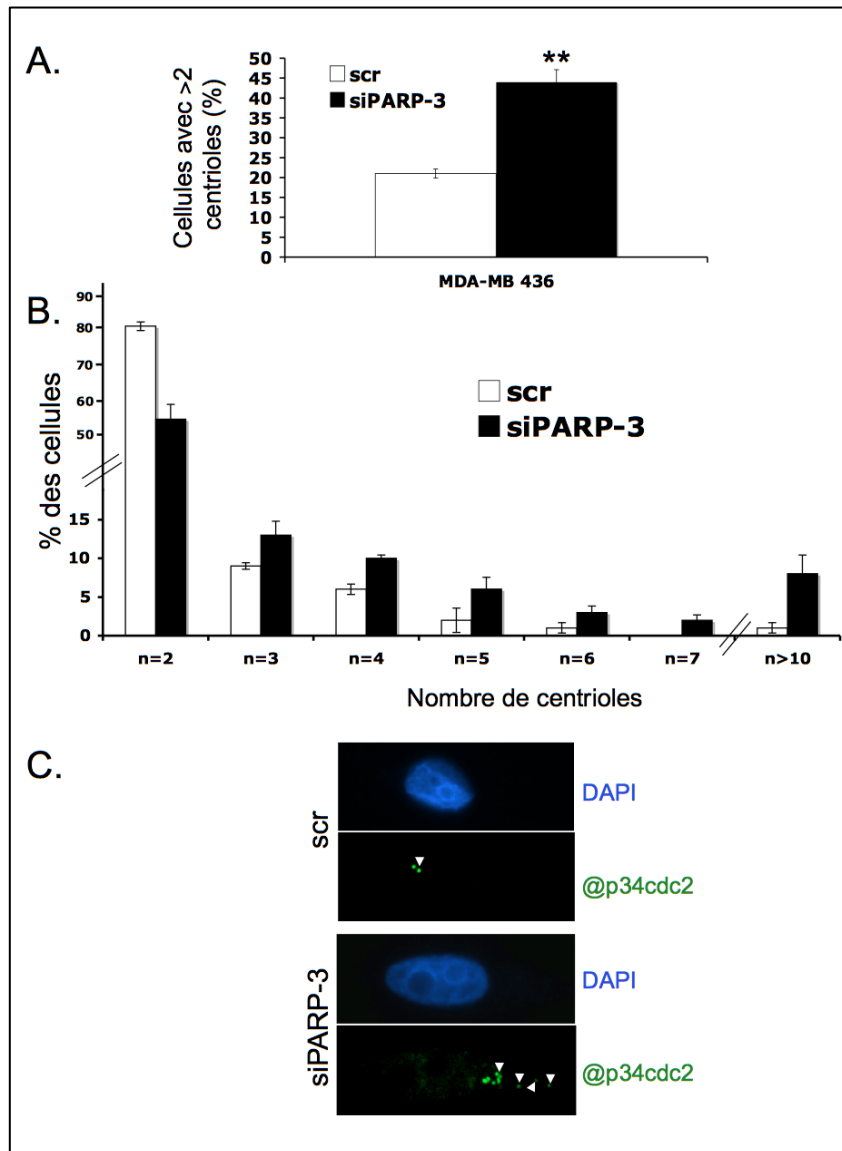 A.
Cellules avec >2
centrioles (%)
50
45
40
35
30
25
20
15
10
5
0
scr
siPARP-3
**
MDA-MB 436
B.
% des cellules
90
80
70
60
50
15
10
5
0
scr
siPARP-3
n=2 n=3 n=4 n=5 n=6 n=7 n>10
Nombre de centrioles
C.
scr
DAPI
@p34cdc2
siPARP-3
DAPI
@p34cdc2